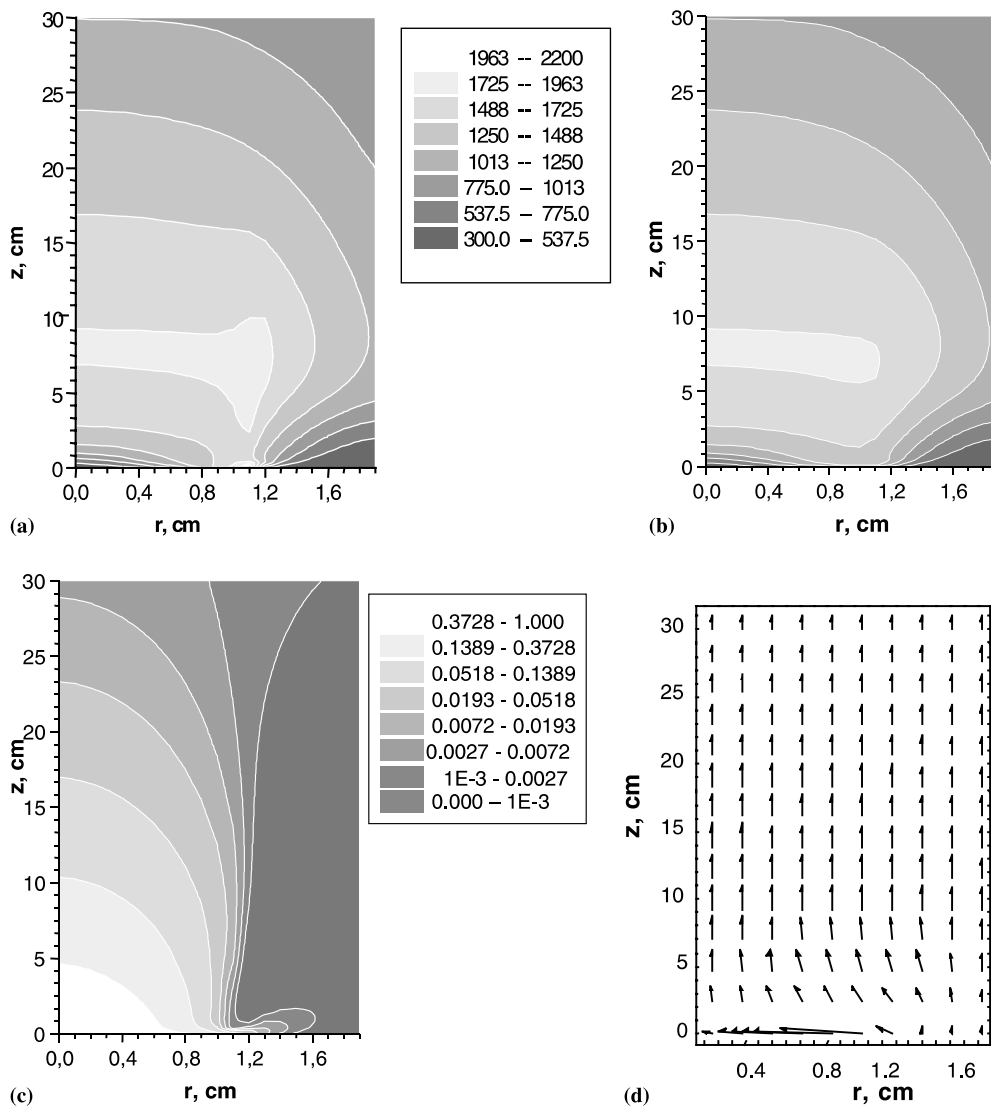 30
25
20
15
10
5
0
z, cm
0,0 0,4 0,8 1,2 1,6
r, cm
(a)
1963 -- 2200
1725 -- 1963
1488 -- 1725
1250 -- 1488
1013 -- 1250
775.0 – 1013
537.5 – 775.0
300.0 – 537.5
30
25
20
15
10
5
0
z, cm
0,0 0,4 0,8 1,2 1,6
r, cm
(b)
30
25
20
15
10
5
0
z, cm
0,0 0,4 0,8 1,2 1,6
r, cm
(c)
0.3728 - 1.000
0.1389 - 0.3728
0.0518 - 0.1389
0.0193 - 0.0518
0.0072 - 0.0193
0.0027 - 0.0072
1E-3 - 0.0027
0.000 – 1E-3
30
25
20
15
10
5
0
z, cm
0.4 0.8 1.2 1.6
r, cm
(d)